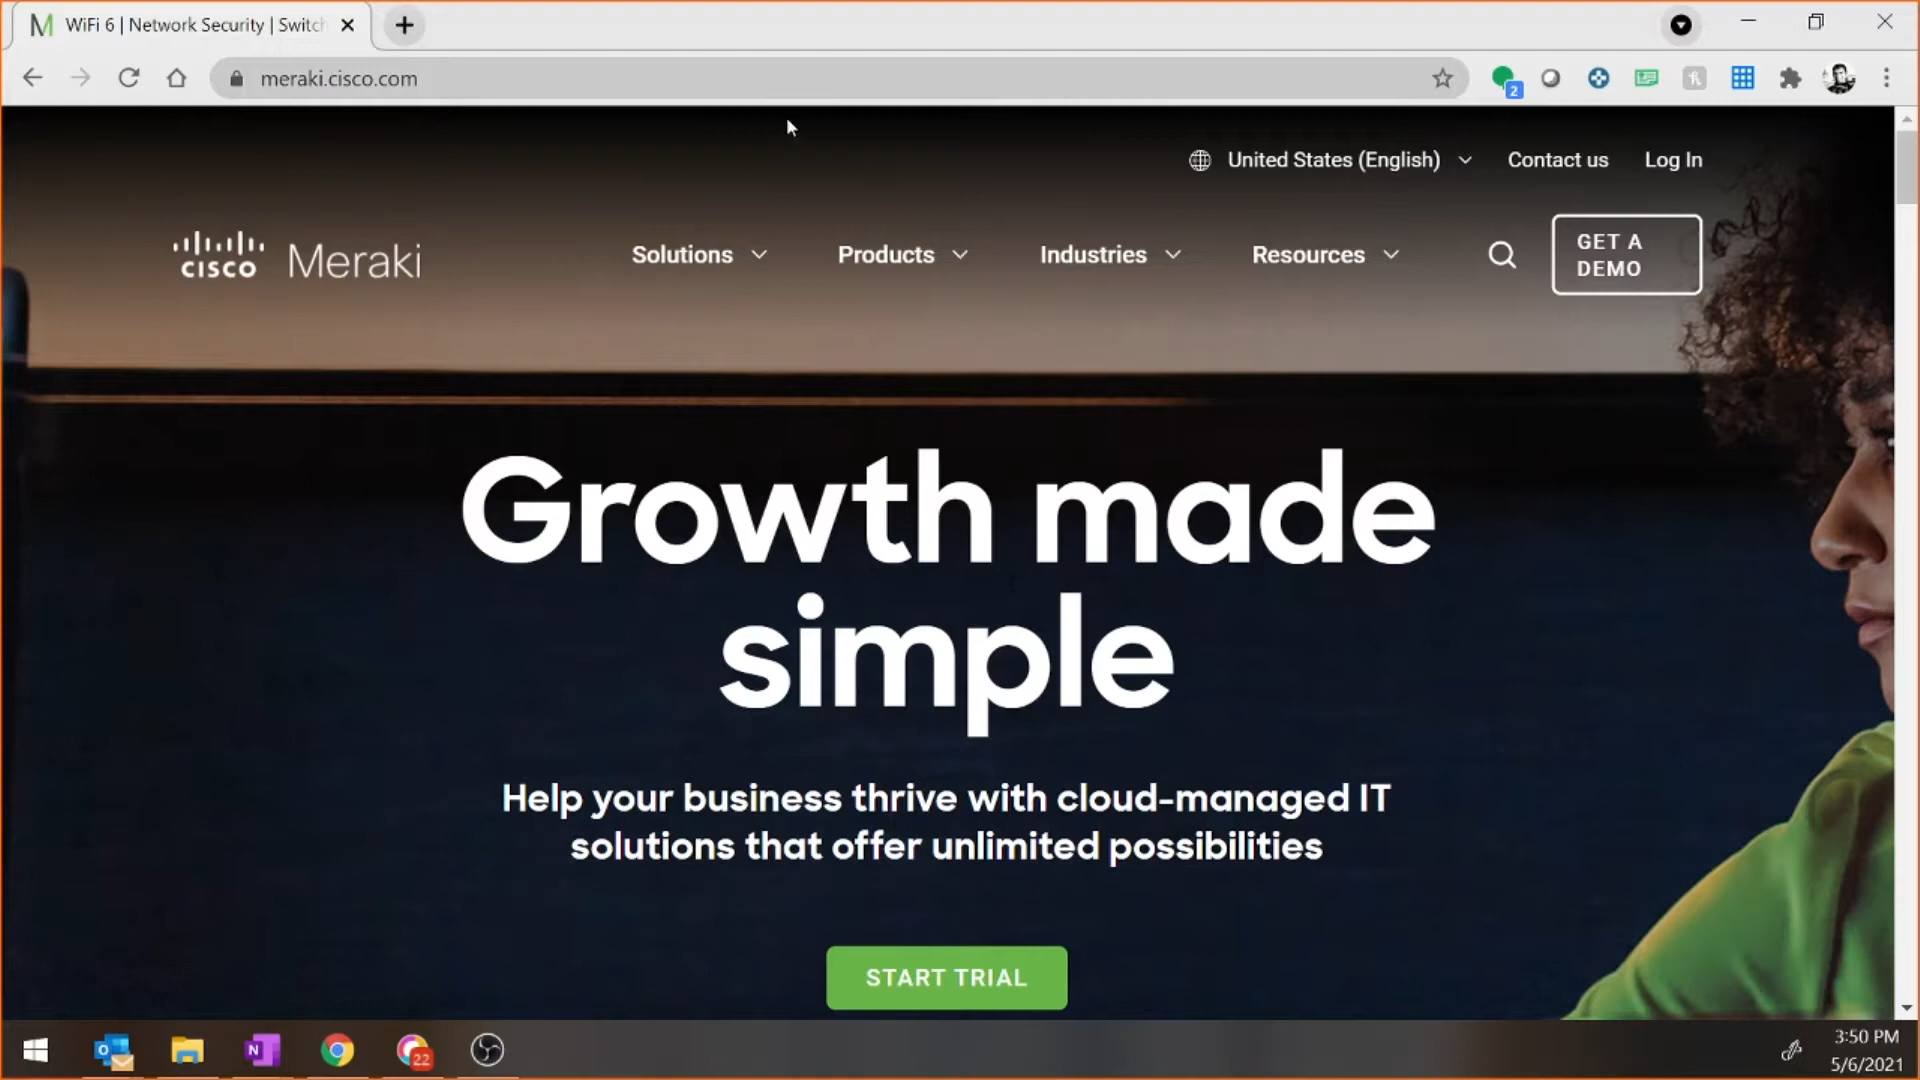 WiFi 6 | Network Security | Switch
meraki.cisco.com
2
United States (English)
Contact us
Log In
CISCO Meraki
Solutions
Products
Industries
Resources
GET A
DEMO
Growth made
simple
Help your business thrive with cloud-managed IT
solutions that offer unlimited possibilities
START TRIAL
22
3:50 PM
5/6/2021